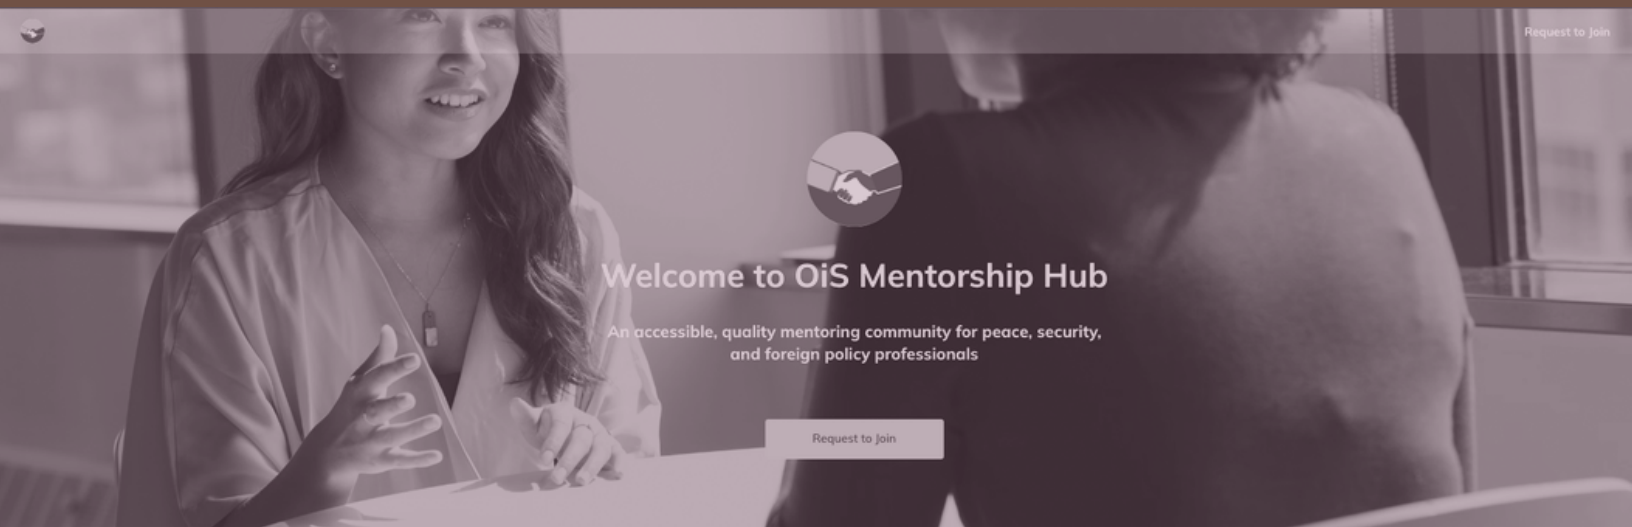 Request to Join
Welcome to OiS Mentorship Hub
An accessible, quality mentoring community for peace, security,
and foreign policy professionals
Request to Join